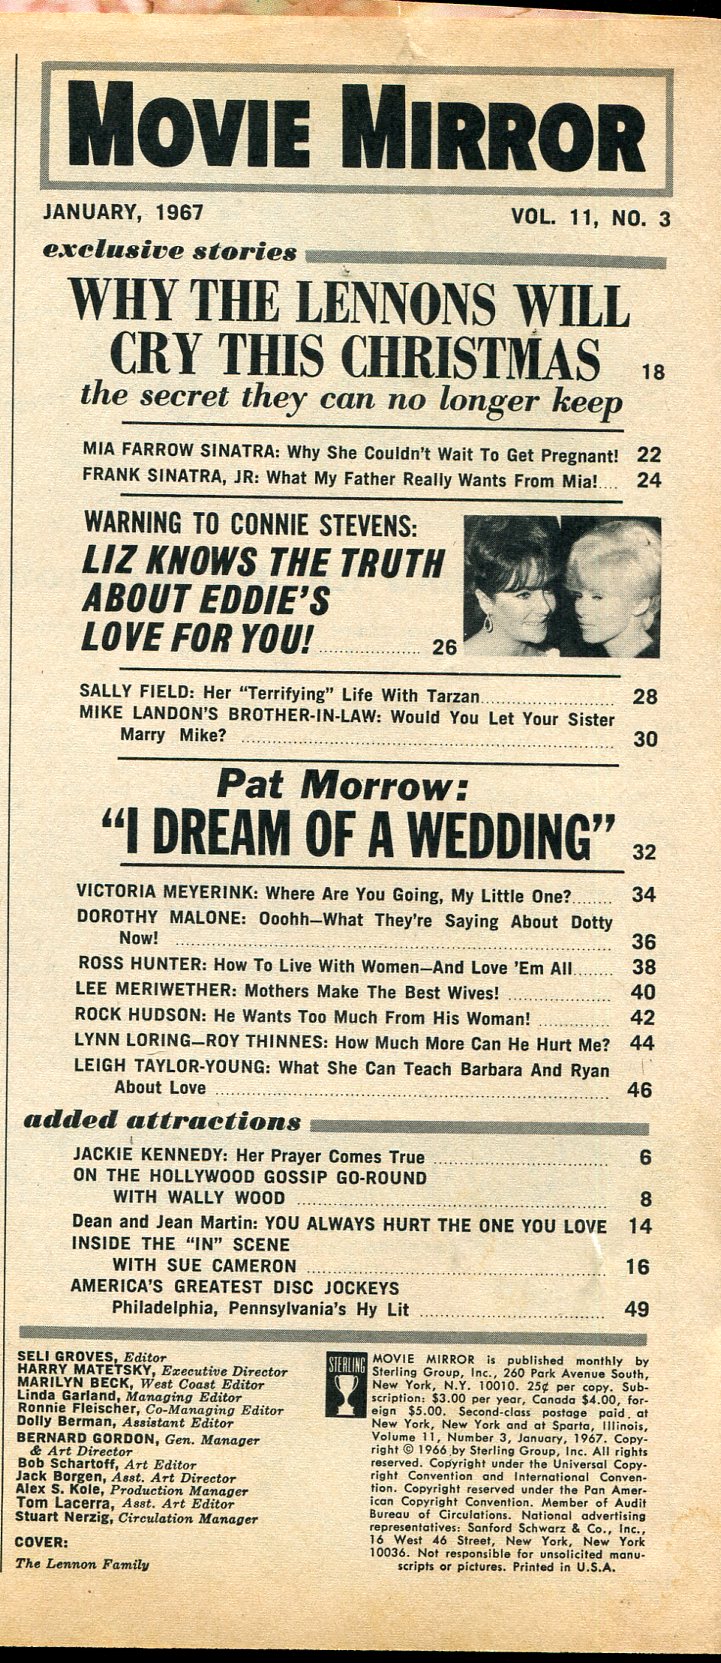 MOVIE MIRROR
JANUARY, 1967
VOL. 11, NO. 3
exclusive stories
WHY THE LENNONS WILL
CRY THIS CHRISTMAS 18
the secret they can no longer keep
MIA FARROW SINATRA: Why She Couldn't Wait To Get Pregnant! 22
FRANK SINATRA, JR: What My Father Really Wants From Mia!.... 24
WARNING TO CONNIE STEVENS:
LIZ KNOWS THE TRUTH
ABOUT EDDIE'S
LOVE FOR YOU! .................. 26
SALLY FIELD: Her "Terrifying" Life With Tarzan........................ 28
MIKE LANDON'S BROTHER-IN-LAW: Would You Let Your Sister
Marry Mike? .................................................................. 30
Pat Morrow:
"I DREAM OF A WEDDING" 32
VICTORIA MEYERINK: Where Are You Going, My Little One?........ 34
DOROTHY MALONE: Ooohh—What They're Saying About Dotty
Now! .............................................................................. 36
ROSS HUNTER: How To Live With Women—And Love 'Em All....... 38
LEE MERIWETHER: Mothers Make The Best Wives! .................. 40
ROCK HUDSON: He Wants Too Much From His Woman! ............. 42
LYNN LORING—ROY THINNES: How Much More Can He Hurt Me? 44
LEIGH TAYLOR-YOUNG: What She Can Teach Barbara And Ryan
About Love ...................................................................... 46
added attractions
JACKIE KENNEDY: Her Prayer Comes True ................................ 6
ON THE HOLLYWOOD GOSSIP GO-ROUND
WITH WALLY WOOD ........................................................ 8
Dean and Jean Martin: YOU ALWAYS HURT THE ONE YOU LOVE 14
INSIDE THE "IN" SCENE
WITH SUE CAMERON ...................................................... 16
AMERICA'S GREATEST DISC JOCKEYS
Philadelphia, Pennsylvania's Hy Lit .................................. 49
SELI GROVES, Editor
HARRY MATETSKY, Executive Director
MARILYN BECK, West Coast Editor
Linda Garland, Managing Editor
Ronnie Fleischer, Co-Managing Editor
Dolly Berman, Assistant Editor
BERNARD GORDON, Gen. Manager
& Art Director
Bob Schartoff, Art Editor
Jack Borgen, Asst. Art Director
Alex S. Kole, Production Manager
Tom Lacerra, Asst. Art Editor
Stuart Nerzig, Circulation Manager
COVER:
The Lennon Family
STERLING
MOVIE MIRROR is published monthly by
Sterling Group, Inc., 260 Park Avenue South,
New York, N.Y. 10010. 25¢ per copy. Sub-
scription: $3.00 per year, Canada $4.00, for-
eign $5.00. Second-class postage paid at
New York, New York and at Sparta, Illinois,
Volume 11, Number 3, January, 1967. Copy-
right © 1966 by Sterling Group, Inc. All rights
reserved. Copyright under the Universal Copy-
right Convention and International Conven-
tion. Copyright reserved under the Pan Amer-
ican Copyright Convention. Member of Audit
Bureau of Circulations. National advertising
representatives: Sanford Schwarz & Co., Inc.,
16 West 46 Street, New York, New York
10036. Not responsible for unsolicited manu-
scripts or pictures. Printed in U.S.A.